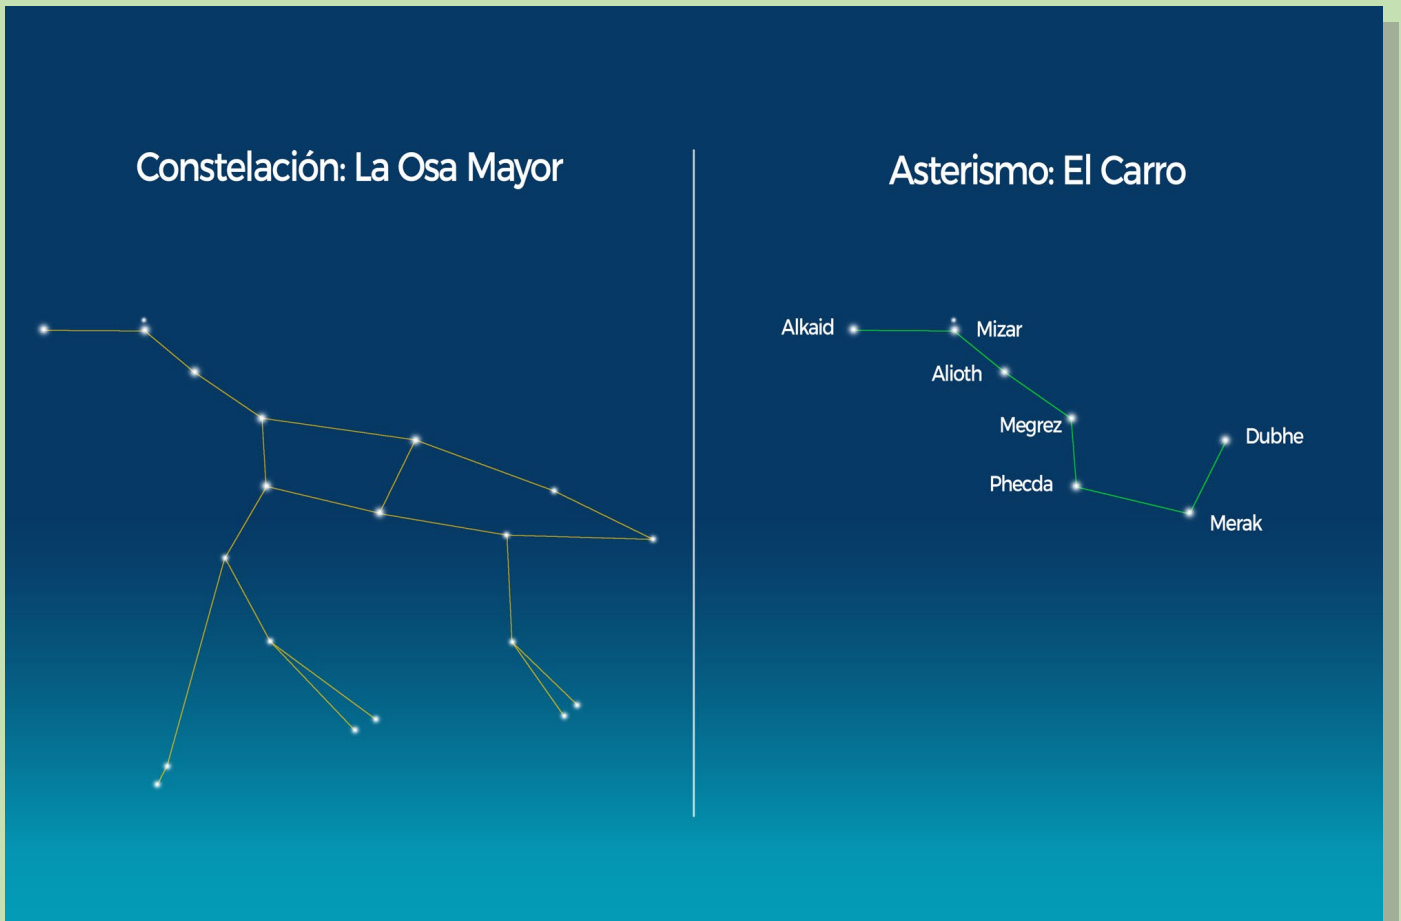 Constelación: La Osa Mayor
Asterismo: El Carro
Alkaid
Mizar
Alioth
Megrez
Dubhe
Phecda
Merak